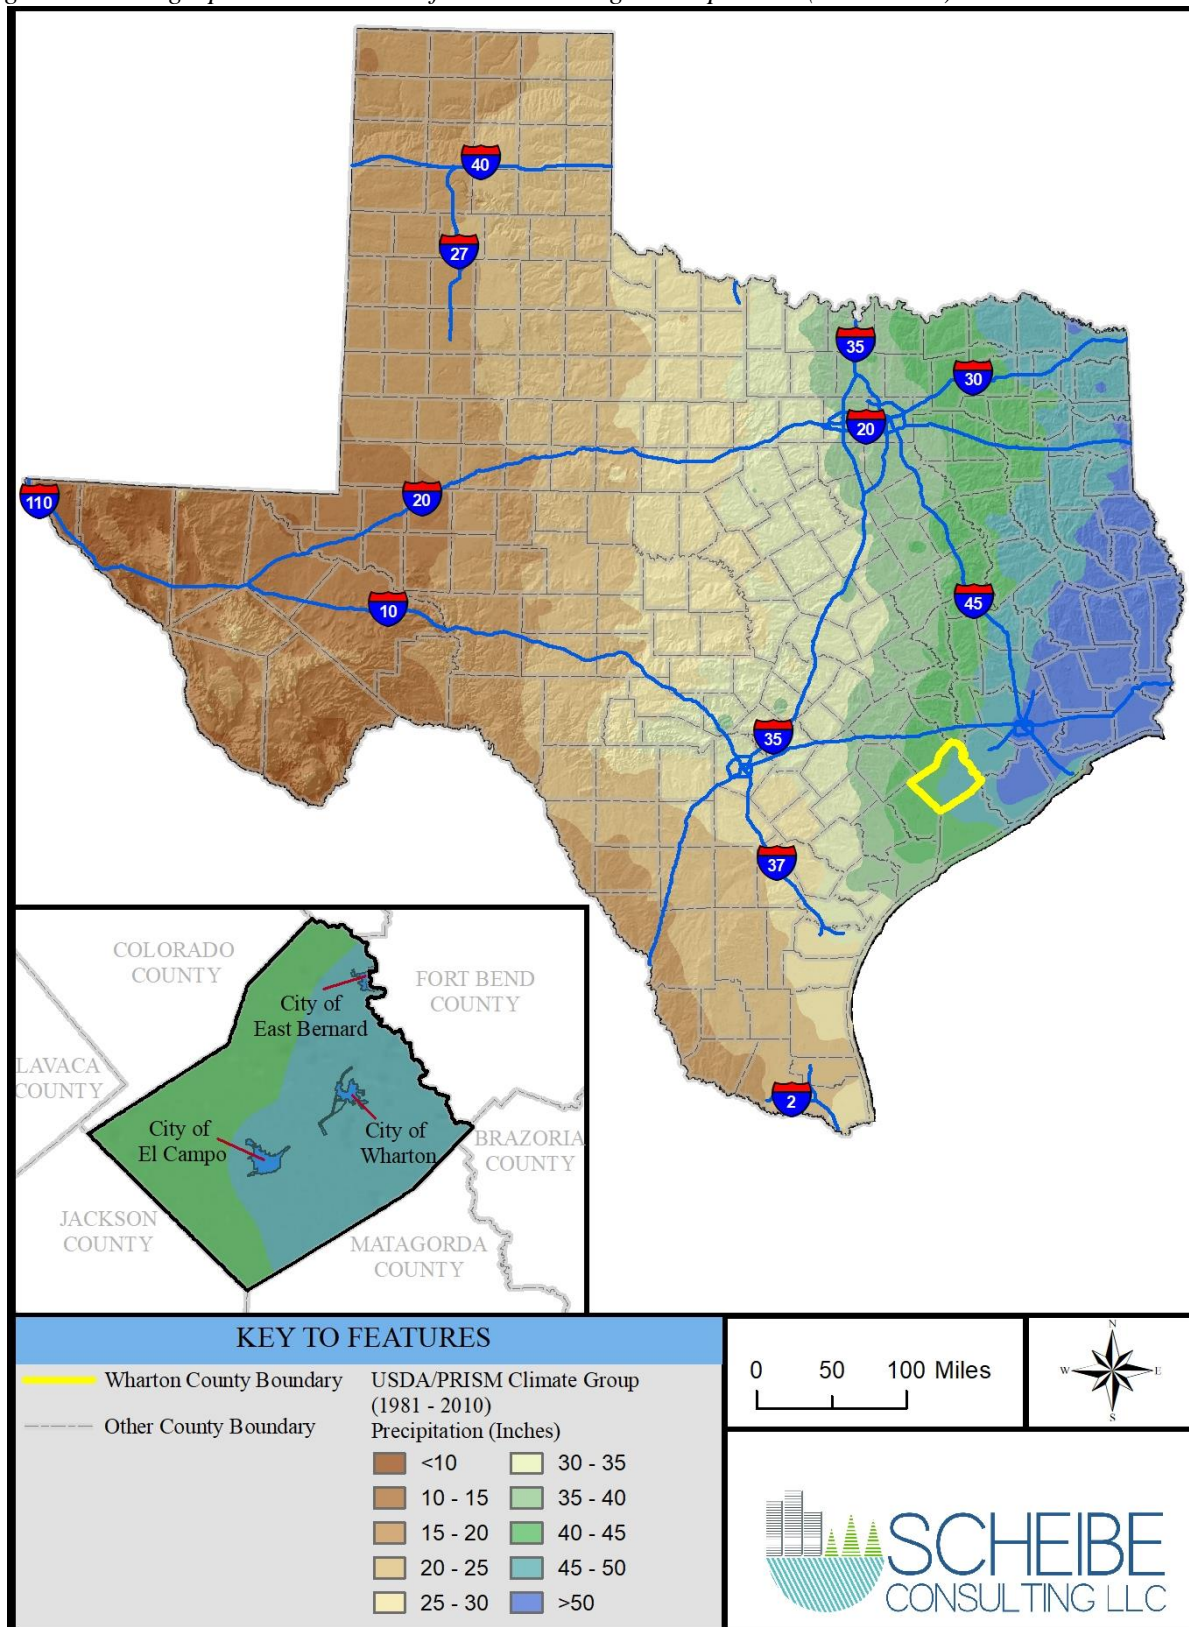 40
27
35
30
20
110
20
10
45
35
37
2
COLORADO
COUNTY
FORT BEND
COUNTY
City of
East Bernard
LAVACA
COUNTY
City of
El Campo
City of
Wharton
BRAZORIA
COUNTY
JACKSON
COUNTY
MATAGORDA
COUNTY
KEY TO FEATURES
Wharton County Boundary
Other County Boundary
USDA/PRISM Climate Group
(1981 - 2010)
Precipitation (Inches)
<10
10 - 15
15 - 20
20 - 25
25 - 30
30 - 35
35 - 40
40 - 45
45 - 50
>50
0 50 100 Miles
N
W E
S
SCHEIBE
CONSULTING LLC